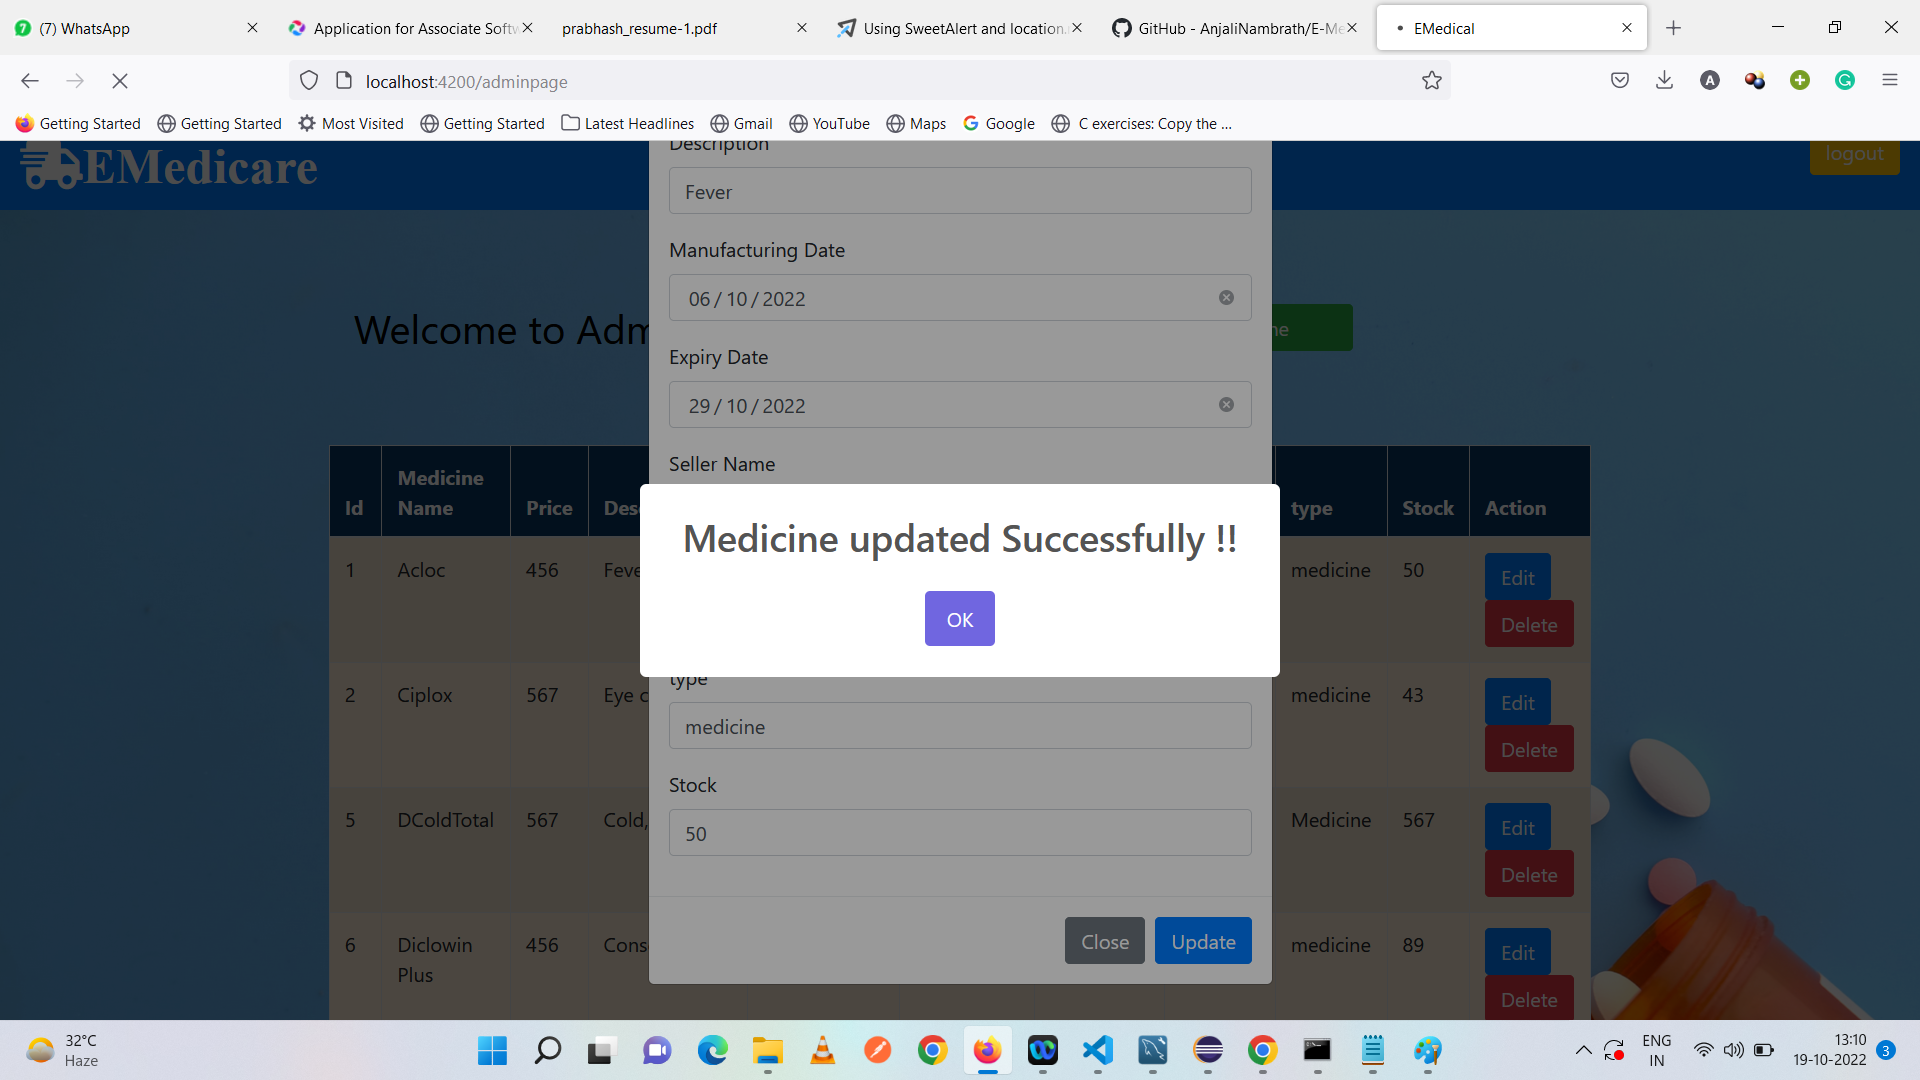 (7) WhatsApp
Application for Associate Softw
prabhash_resume-1.pdf
Using SweetAlert and location.
GitHub - AnjaliNambrath/E-Me
EMedical
localhost:4200/adminpage
Getting Started
Getting Started
Most Visited
Getting Started
Latest Headlines
Gmail
YouTube
Maps
Google
C exercises: Copy the ...
EMedicare
logout
Description
Fever
Manufacturing Date
06 / 10 / 2022
Welcome to Adm
ne
Expiry Date
29 / 10 / 2022
Seller Name
Id
Medicine
Name
Price
Des
type
Stock
Action
Medicine updated Successfully !!
OK
1
Acloc
456
Feve
medicine
50
Edit
Delete
2
Ciplox
567
Eye c
medicine
43
Edit
Delete
type
medicine
Stock
50
5
DColdTotal
567
Cold,
Medicine
567
Edit
Delete
6
Diclowin
Plus
456
Cons
medicine
89
Edit
Delete
Close
Update
32°C
Haze
ENG
IN
13:10
19-10-2022
3